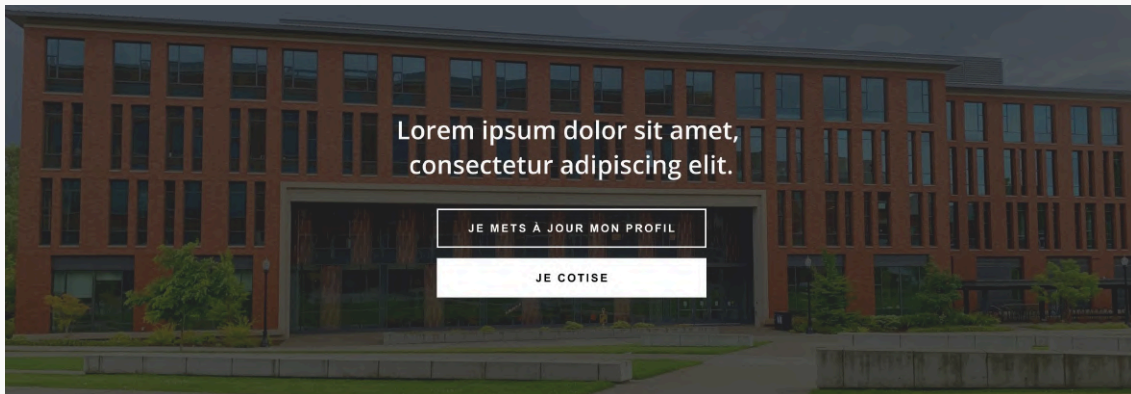 Lorem ipsum dolor sit amet,
consectetur adipiscing elit.
JE METS À JOUR MON PROFIL
JE COTISE